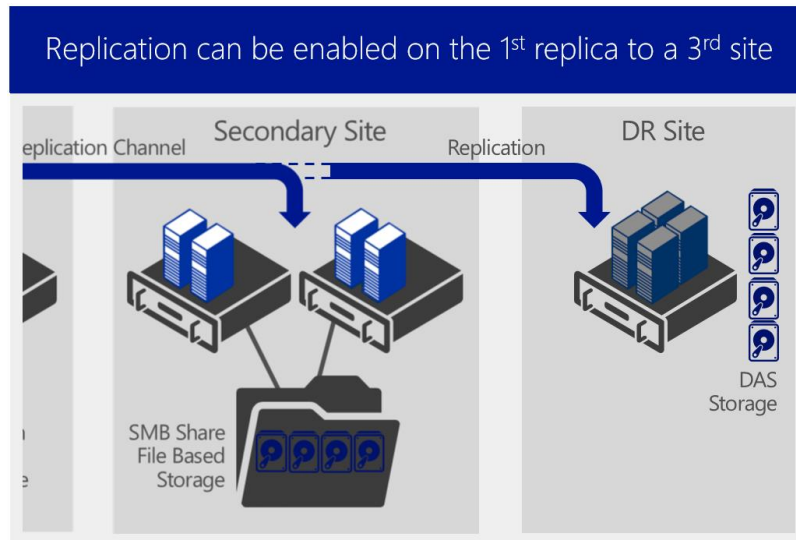 Replication can be enabled on the 1st replica to a 3rd site
Secondary Site
DR Site
eplication Channel
Replication
DAS
Storage
SMB Share
File Based
Storage
e